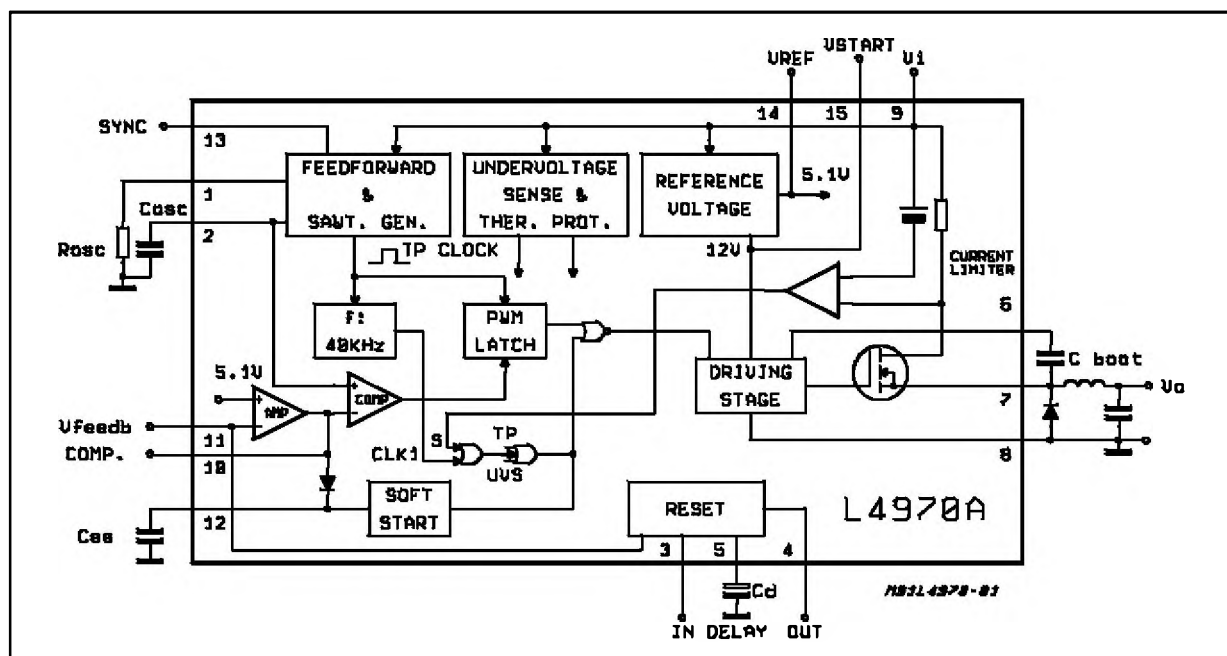 VREF
VSTART
Vi
SYNC
13
14
15
9
FEEDFORWARD
&
SAWT. GEN.
UNDERVOLTAGE
SENSE &
THER. PROT.
REFERENCE
VOLTAGE
5.1V
1
Cosc
2
Rosc
TP CLOCK
12V
CURRENT
LIMITER
6
F:
40KHz
PWM
LATCH
C boot
5.1V
+
-
AMP
+
-
COMP
DRIVING
STAGE
7
Vo
Vfeedb
11
COMP.
10
S
CLK1
TP
UVS
8
Css
12
SOFT
START
RESET
L4970A
3
5
4
Cd
M91L4970-01
IN
DELAY
OUT